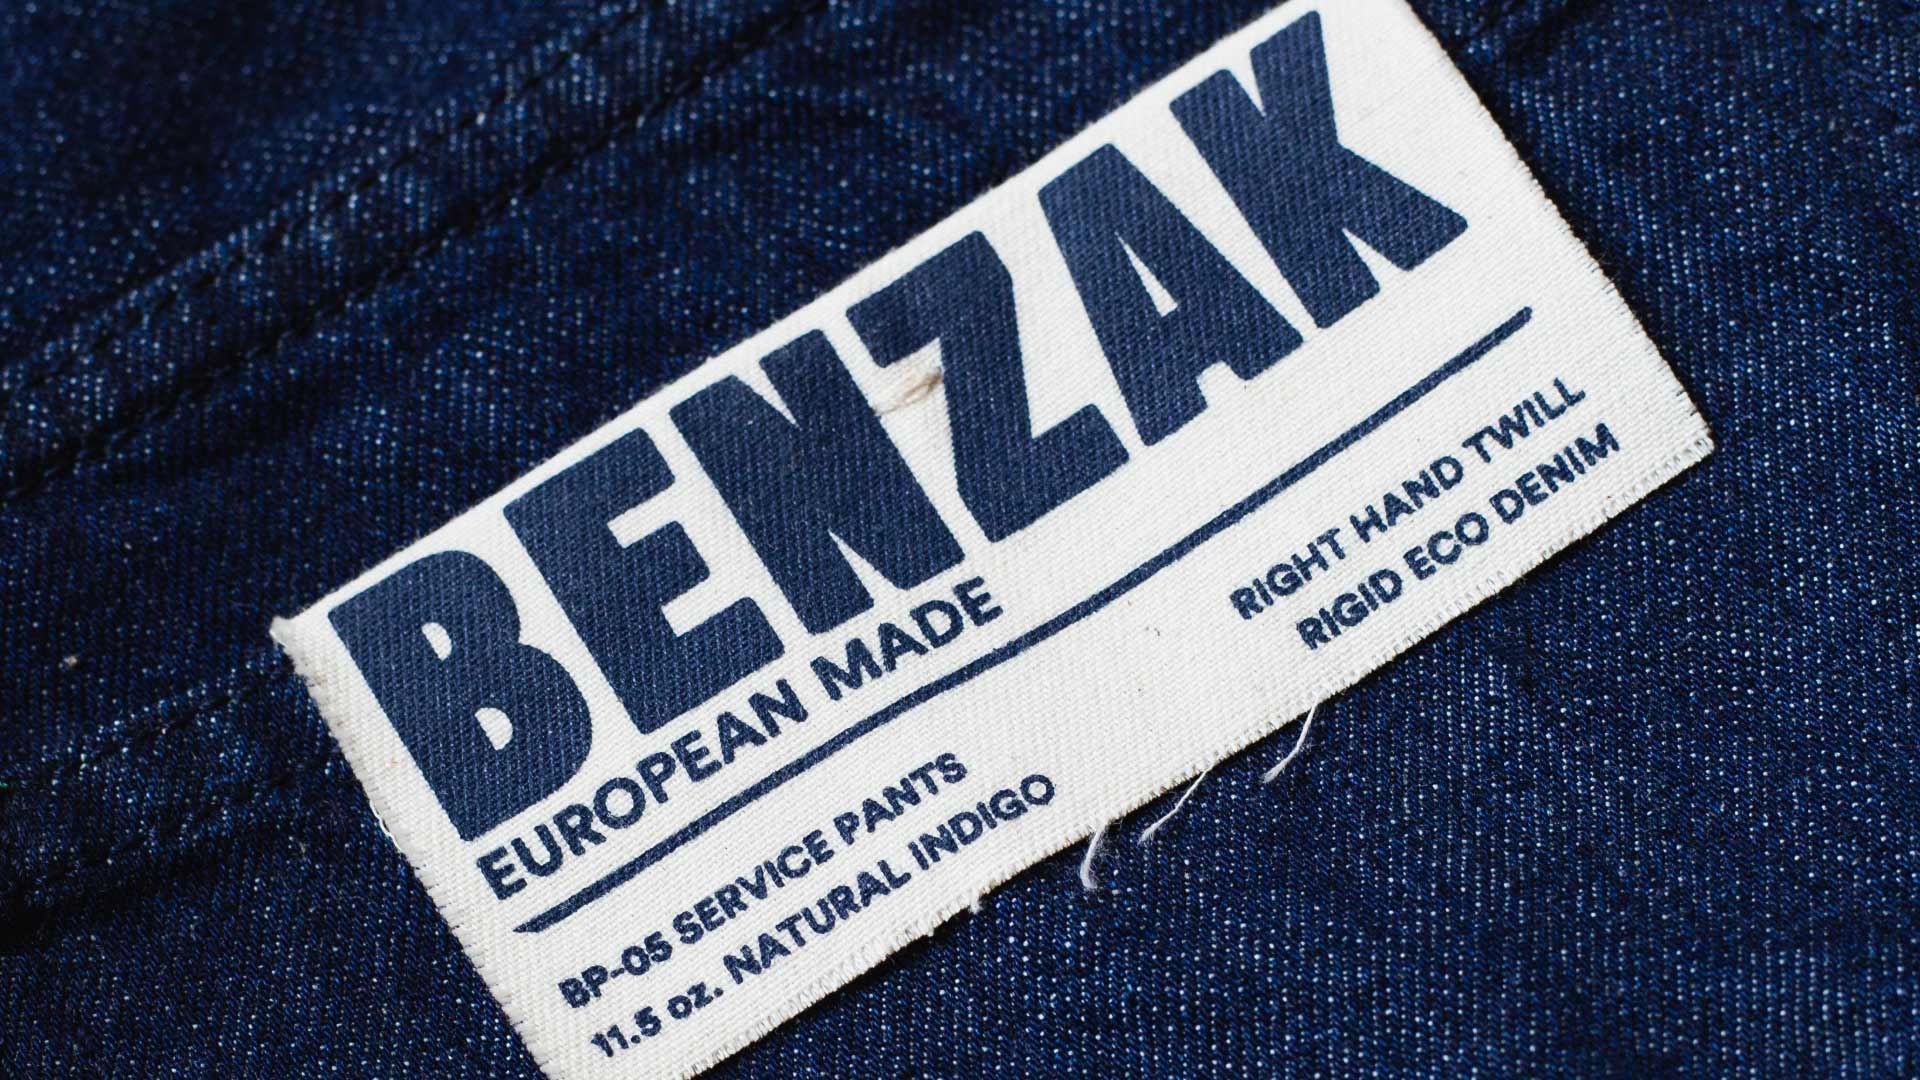 BENZAK
EUROPEAN MADE
BP-05 SERVICE PANTS
11.5 oz. NATURAL INDIGO
RIGHT HAND TWILL
RIGID ECO DENIM